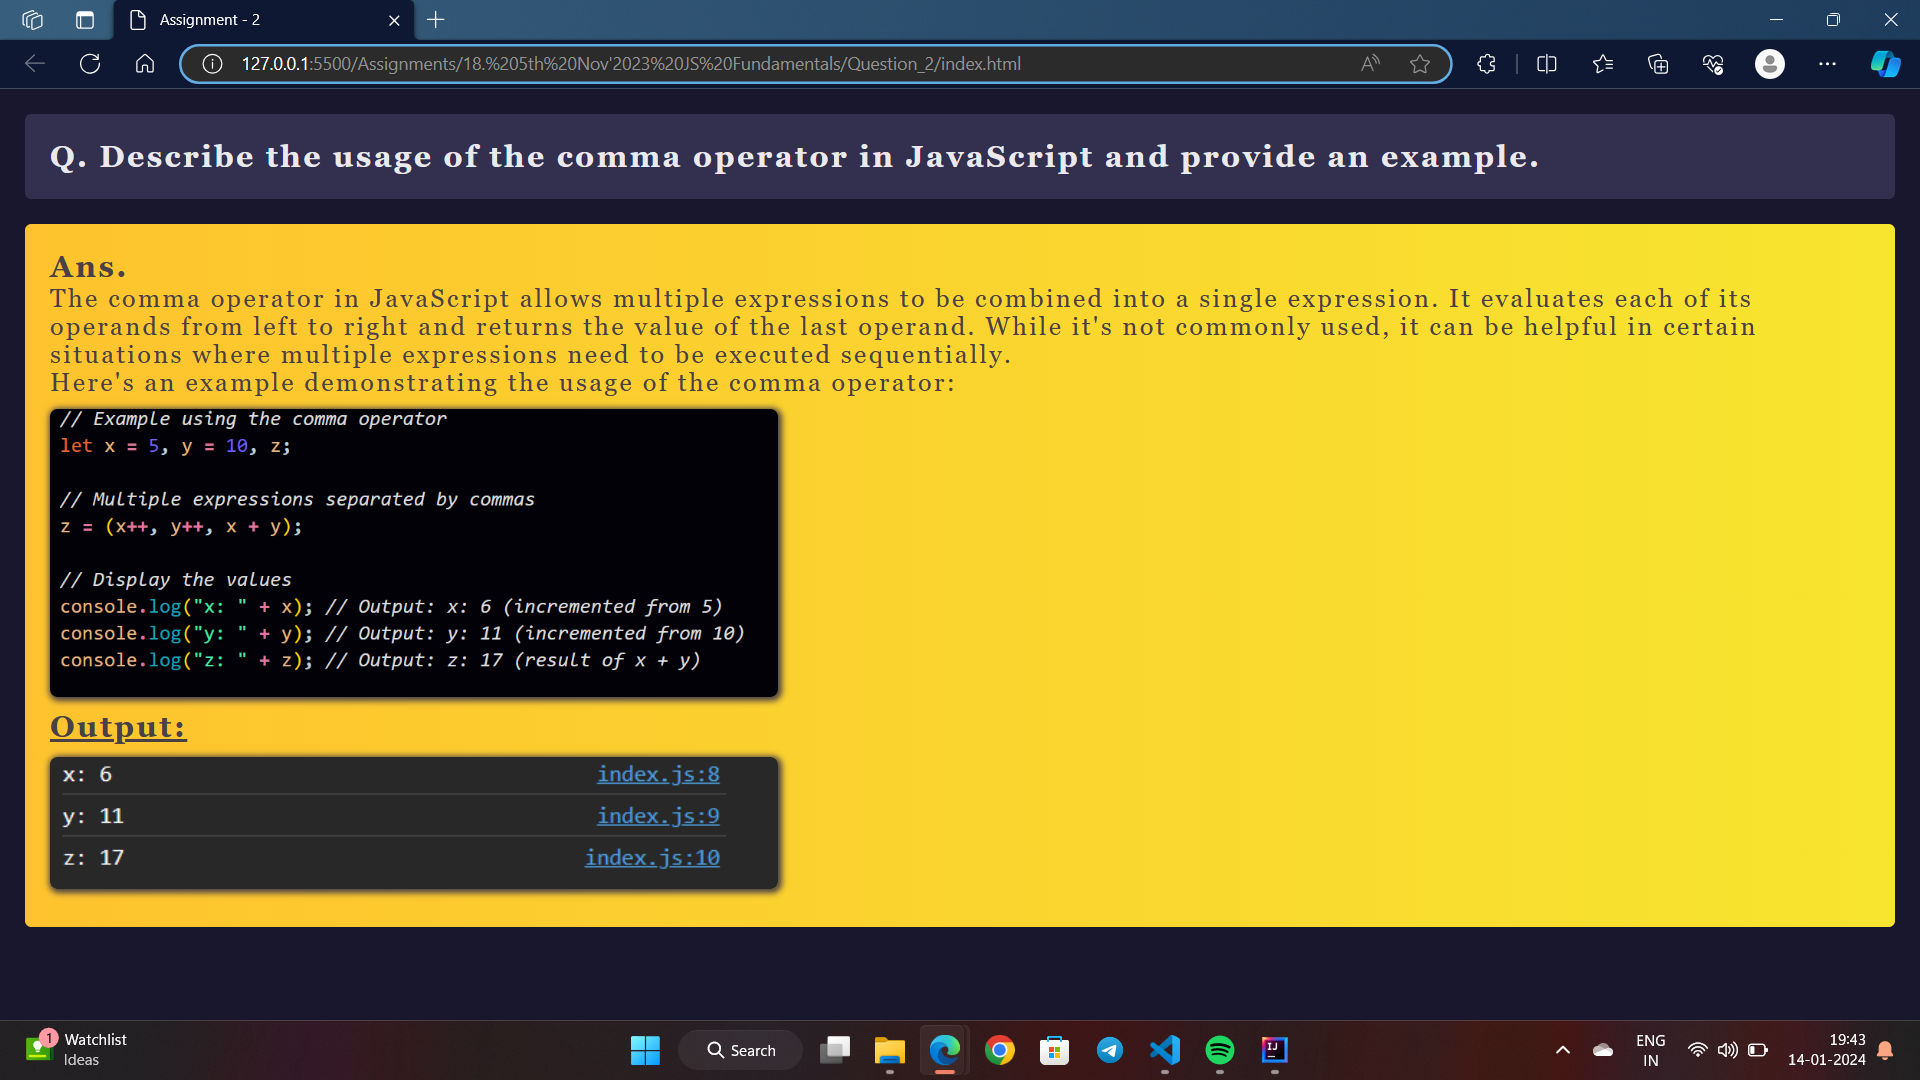 Assignment - 2
127.0.0.1:5500/Assignments/18.%205th%20Nov'2023%20JS%20Fundamentals/Question_2/index.html
Q. Describe the usage of the comma operator in JavaScript and provide an example.
Ans.
The comma operator in JavaScript allows multiple expressions to be combined into a single expression. It evaluates each of its
operands from left to right and returns the value of the last operand. While it's not commonly used, it can be helpful in certain
situations where multiple expressions need to be executed sequentially.
Here's an example demonstrating the usage of the comma operator:
// Example using the comma operator
let x = 5, y = 10, z;
// Multiple expressions separated by commas
z = (x++, y++, x + y);
// Display the values
console.log("x: " + x); // Output: x: 6 (incremented from 5)
console.log("y: " + y); // Output: y: 11 (incremented from 10)
console.log("z: " + z); // Output: z: 17 (result of x + y)
Output:
x: 6 index.js:8
y: 11 index.js:9
z: 17 index.js:10
1
Watchlist
Ideas
Search
IJ
ENG
IN
19:43
14-01-2024